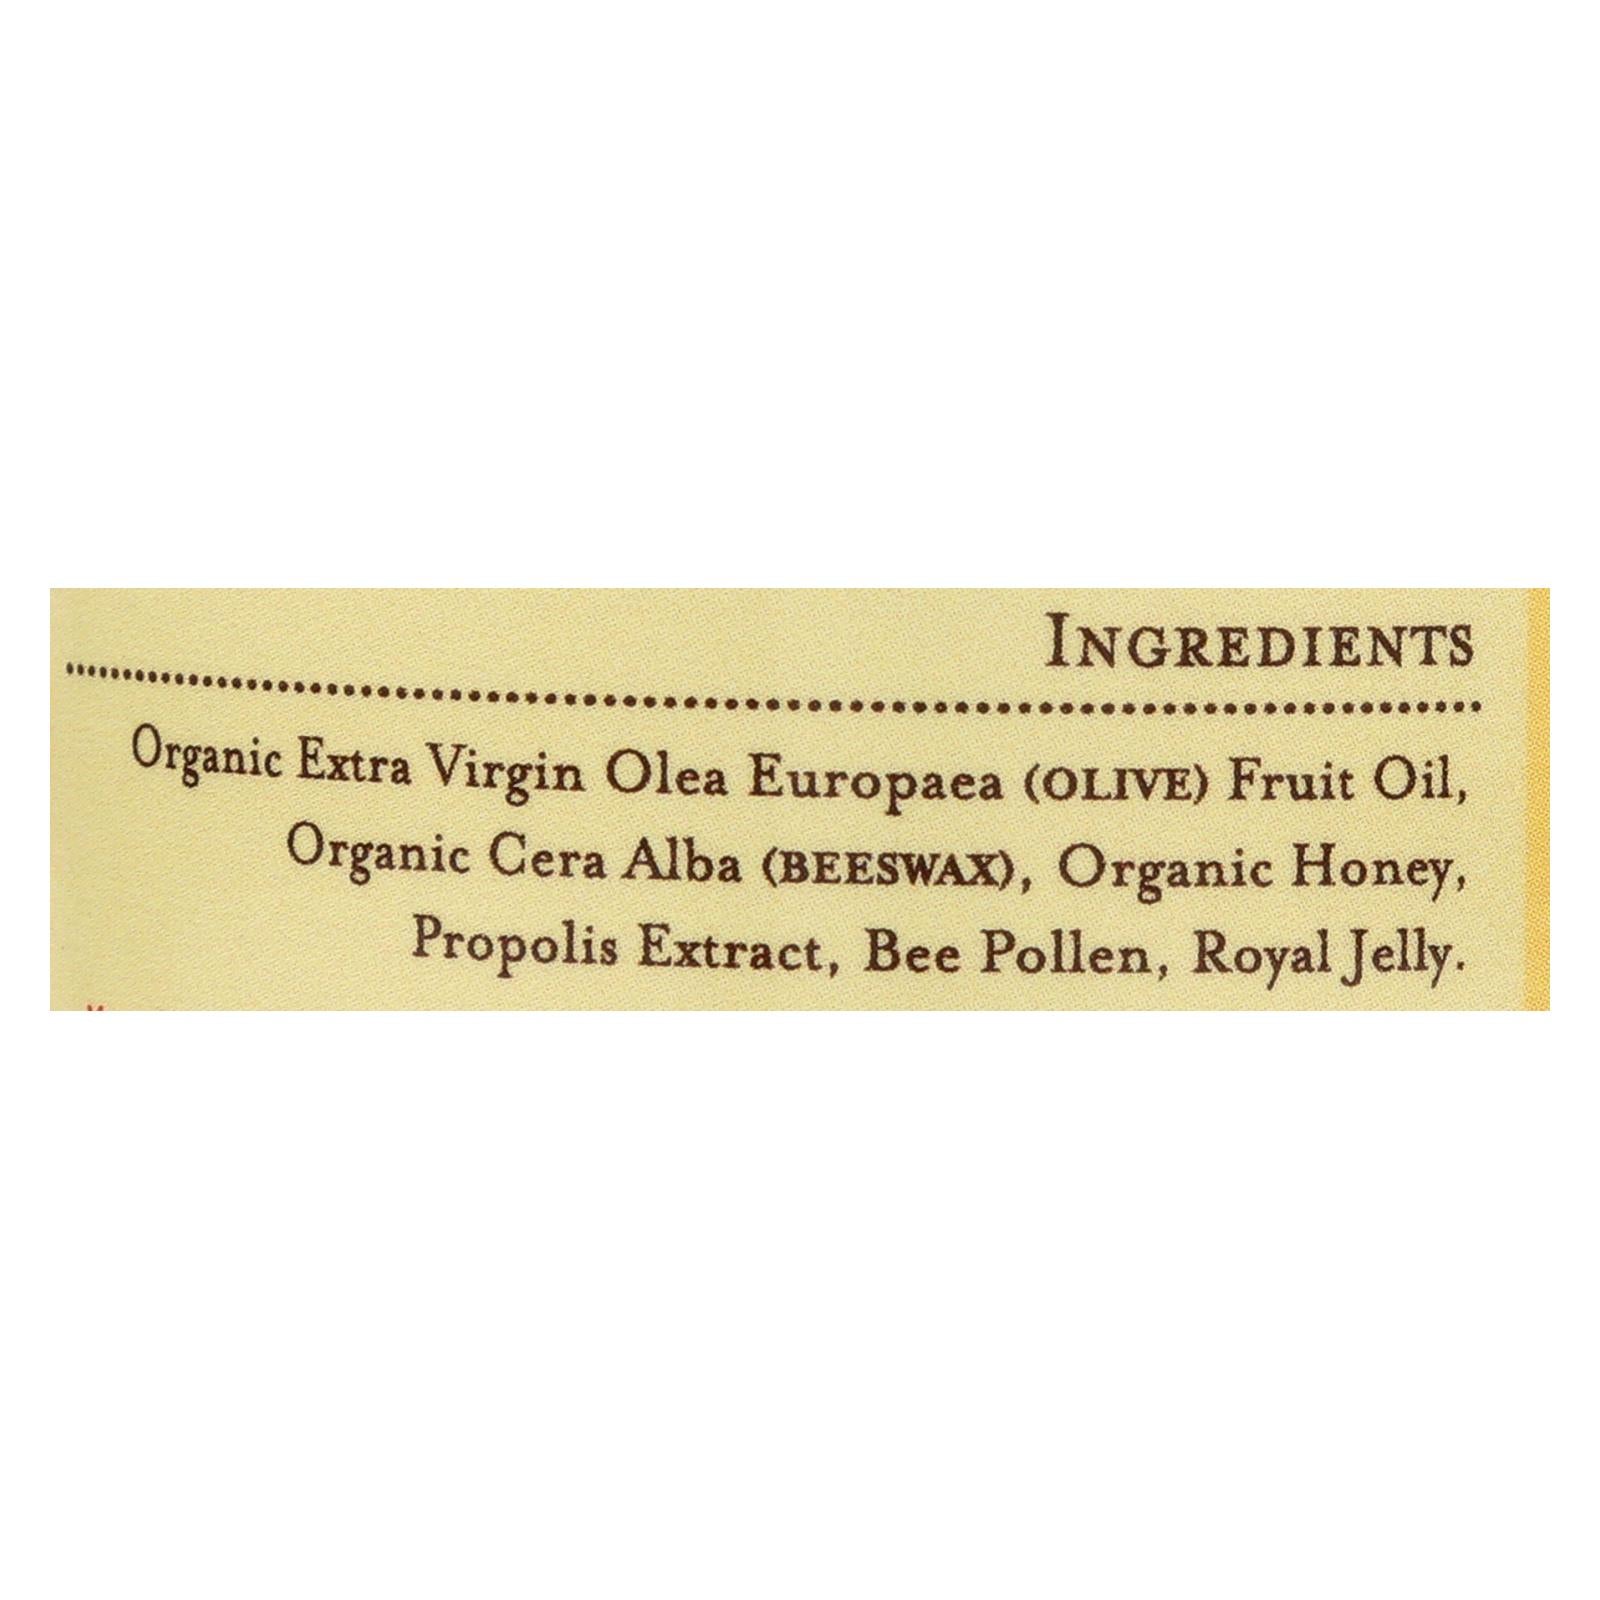 INGREDIENTS
Organic Extra Virgin Olea Europaea (OLIVE) Fruit Oil,
Organic Cera Alba (BEESWAX), Organic Honey,
Propolis Extract, Bee Pollen, Royal Jelly.